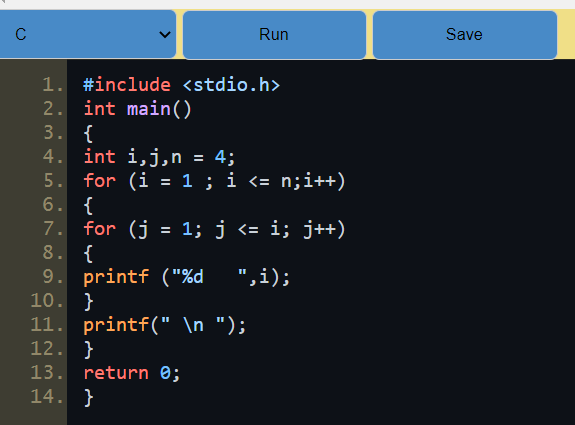 C Run Save
1. #include <stdio.h>
2. int main()
3. {
4. int i,j,n = 4;
5. for (i = 1 ; i <= n;i++)
6. {
7. for (j = 1; j <= i; j++)
8. {
9. printf ("%d   ",i);
10. }
11. printf(" \n ");
12. }
13. return 0;
14. }